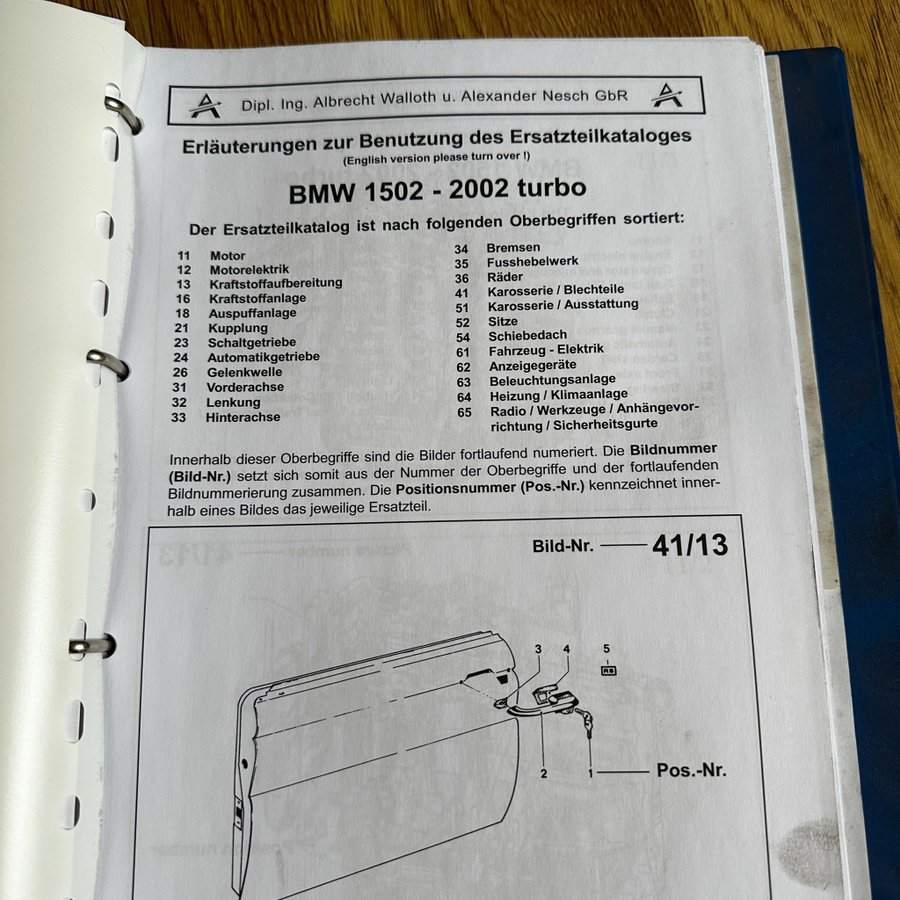 Dipl. Ing. Albrecht Walloth u. Alexander Nesch GbR
Erläuterungen zur Benutzung des Ersatzteilkataloges
(English version please turn over !)
BMW 1502 - 2002 turbo
Der Ersatzteilkatalog ist nach folgenden Oberbegriffen sortiert:
11 Motor
12 Motorelektrik
13 Kraftstoffaufbereitung
16 Kraftstoffanlage
18 Auspuffanlage
21 Kupplung
23 Schaltgetriebe
24 Automatikgetriebe
26 Gelenkwelle
31 Vorderachse
32 Lenkung
33 Hinterachse
34 Bremsen
35 Fusshebelwerk
36 Räder
41 Karosserie / Blechteile
51 Karosserie / Ausstattung
52 Sitze
54 Schiebedach
61 Fahrzeug - Elektrik
62 Anzeigegeräte
63 Beleuchtungsanlage
64 Heizung / Klimaanlage
65 Radio / Werkzeuge / Anhängevor-
richtung / Sicherheitsgurte
Innerhalb dieser Oberbegriffe sind die Bilder fortlaufend numeriert. Die Bildnummer
(Bild-Nr.) setzt sich somit aus der Nummer der Oberbegriffe und der fortlaufenden
Bildnummerierung zusammen. Die Positionsnummer (Pos.-Nr.) kennzeichnet inner-
halb eines Bildes das jeweilige Ersatzteil.
Bild-Nr. 41/13
3 4 5
2 1 Pos.-Nr.